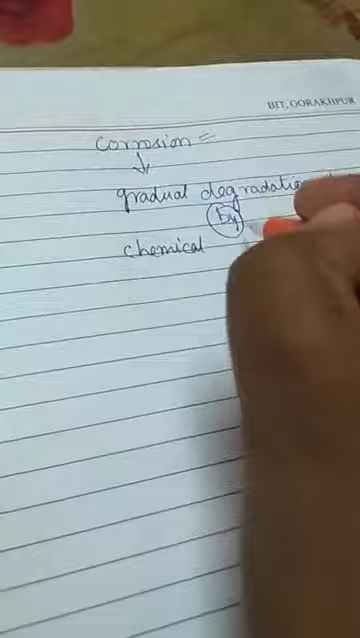 BIT, GORAKHPUR
corrosion =
↓
gradual degradation
by
chemical